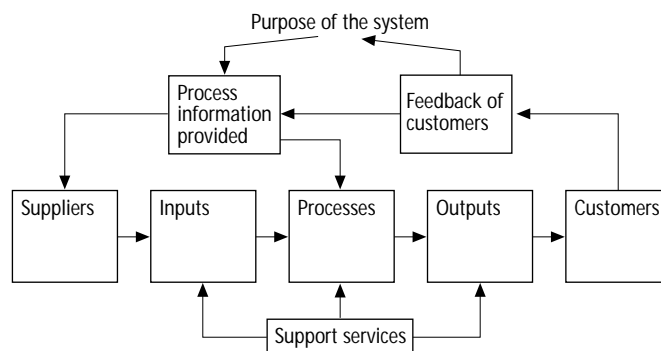 Purpose of the system
Process
information
provided
Feedback of
customers
Suppliers
Inputs
Processes
Outputs
Customers
Support services